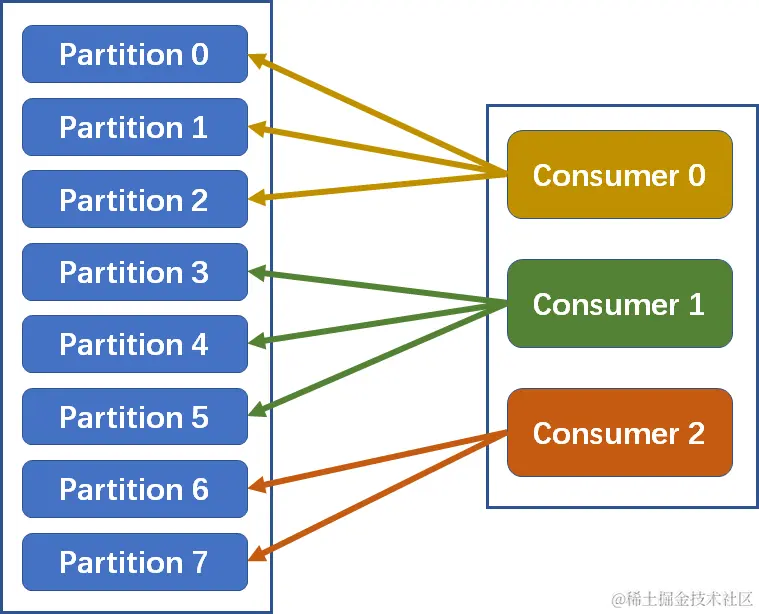 Partition 0
Partition 1
Partition 2
Partition 3
Partition 4
Partition 5
Partition 6
Partition 7
Consumer 0
Consumer 1
Consumer 2
@稀土掘金技术社区